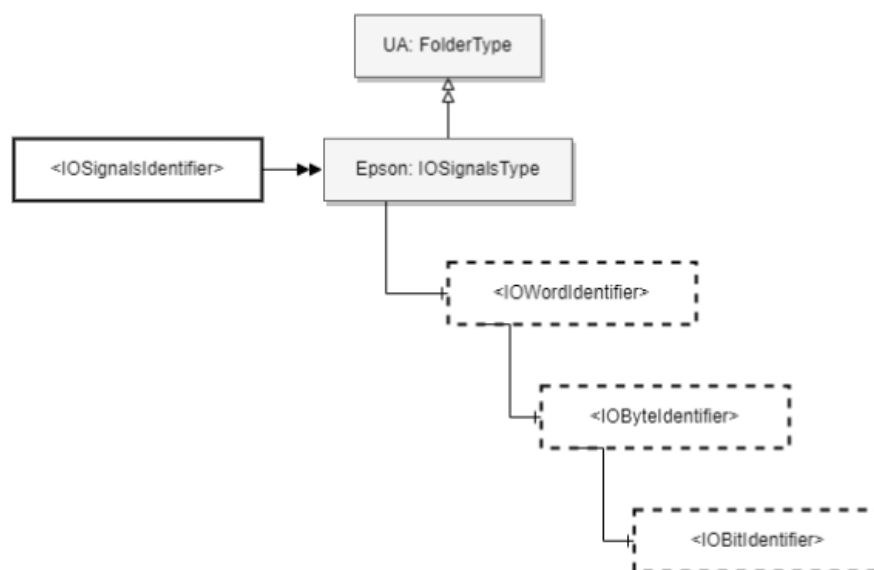 UA: FolderType
<IOSignalsIdentifier>
Epson: IOSignalsType
<IOWordIdentifier>
<IOByteIdentifier>
<IOBitIdentifier>